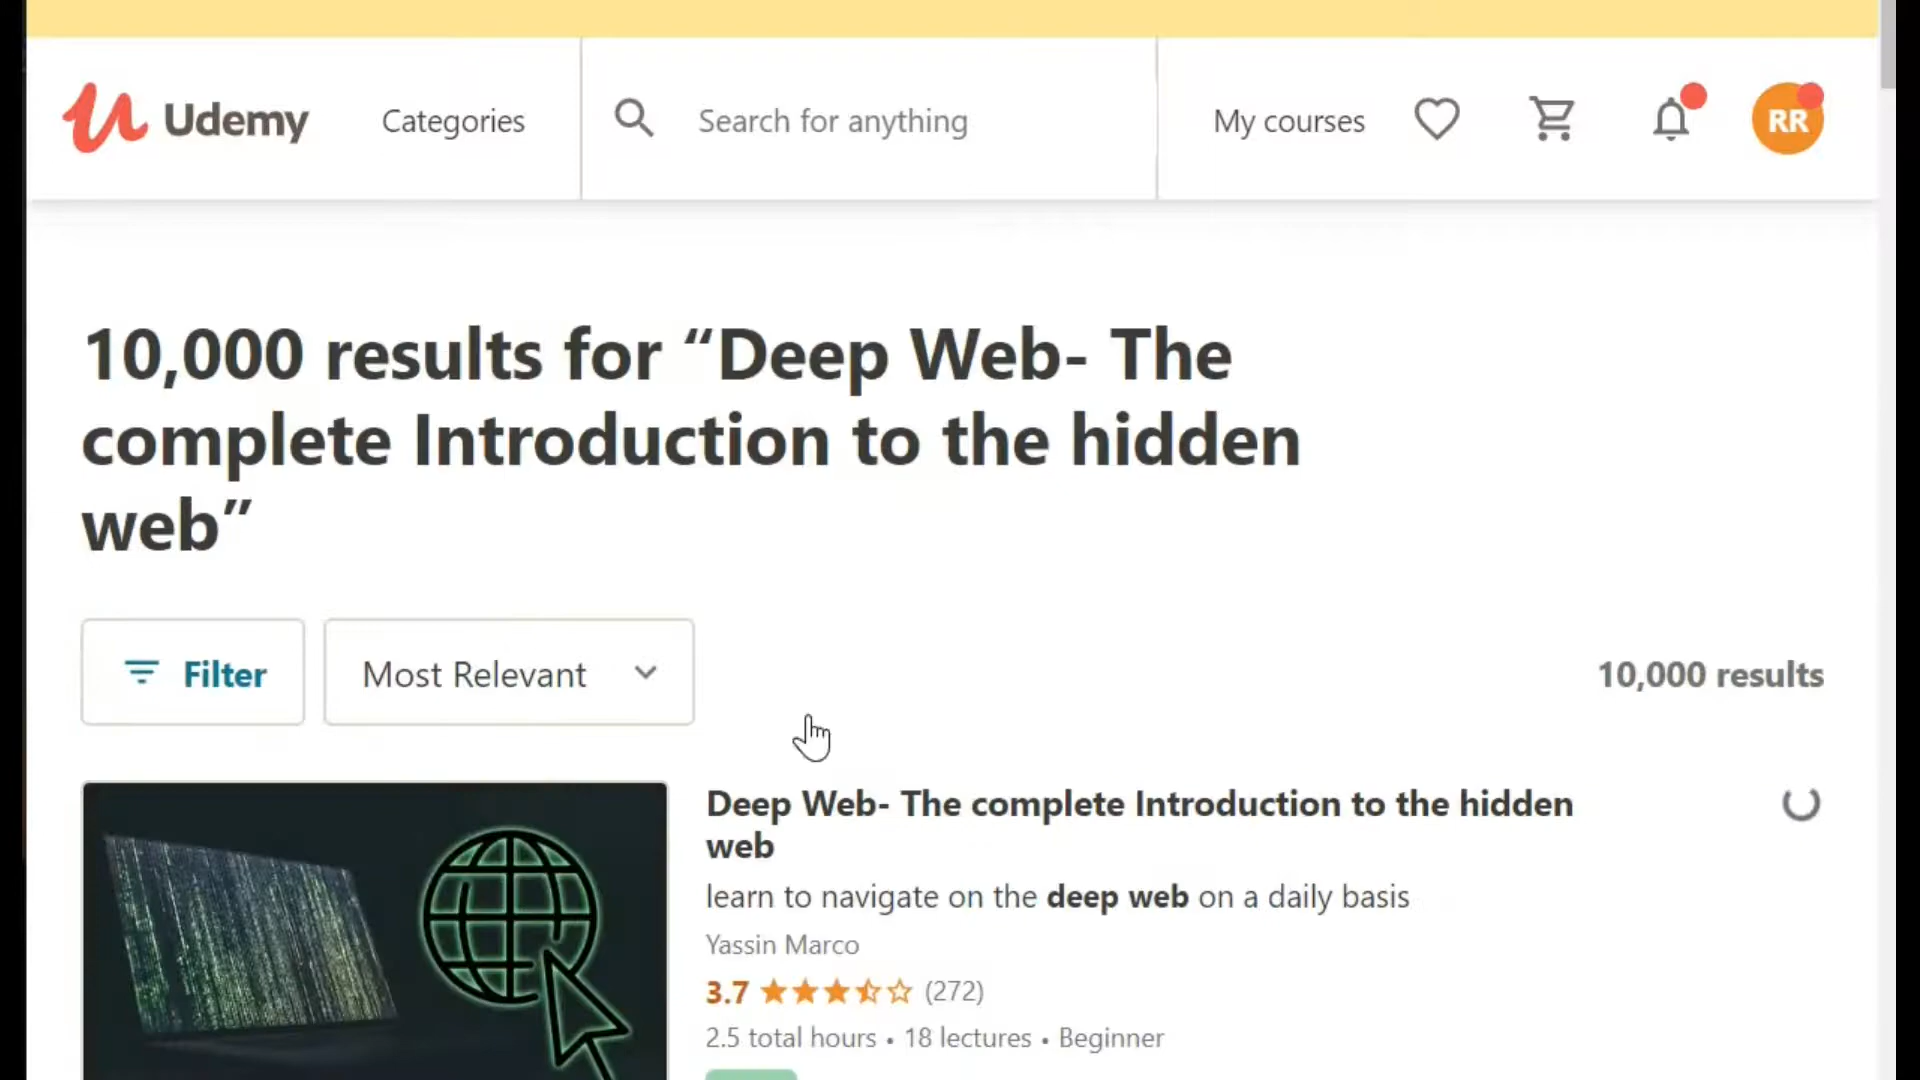 Udemy
Categories
Search for anything
My courses
RR
10,000 results for “Deep Web- The
complete Introduction to the hidden
web”
Filter
Most Relevant
10,000 results
Deep Web- The complete Introduction to the hidden
web
learn to navigate on the deep web on a daily basis
Yassin Marco
3.7 (272)
2.5 total hours • 18 lectures • Beginner